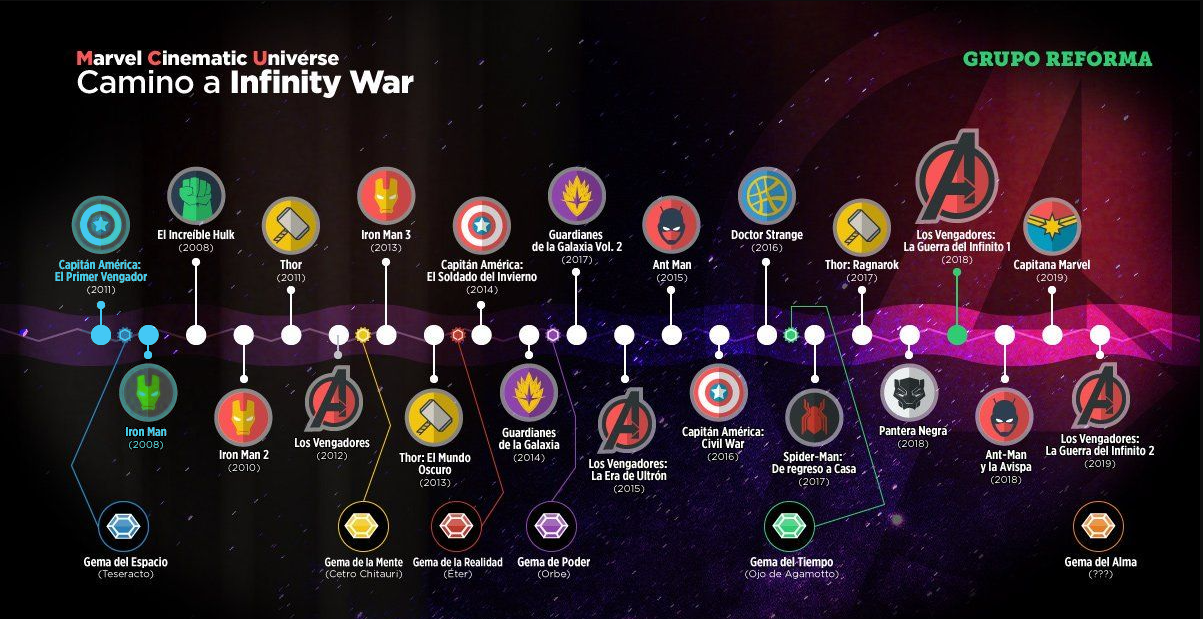 Marvel Cinematic Universe
Camino a Infinity War
GRUPO REFORMA
Capitán América:
El Primer Vengador
(2011)
El Increíble Hulk
(2008)
Thor
(2011)
Iron Man 3
(2013)
Capitán América:
El Soldado del Invierno
(2014)
Guardianes
de la Galaxia Vol. 2
(2017)
Ant Man
(2015)
Doctor Strange
(2016)
Thor: Ragnarok
(2017)
Los Vengadores:
La Guerra del Infinito 1
(2018)
Capitana Marvel
(2019)
Iron Man
(2008)
Iron Man 2
(2010)
Los Vengadores
(2012)
Thor: El Mundo
Oscuro
(2013)
Guardianes
de la Galaxia
(2014)
Los Vengadores:
La Era de Ultrón
(2015)
Capitán América:
Civil War
(2016)
Spider-Man:
De regreso a Casa
(2017)
Pantera Negra
(2018)
Ant-Man
y la Avispa
(2018)
Los Vengadores:
La Guerra del Infinito 2
(2019)
Gema del Espacio
(Teseracto)
Gema de la Mente
(Cetro Chitauri)
Gema de la Realidad
(Éter)
Gema de Poder
(Orbe)
Gema del Tiempo
(Ojo de Agamotto)
Gema del Alma
(???)